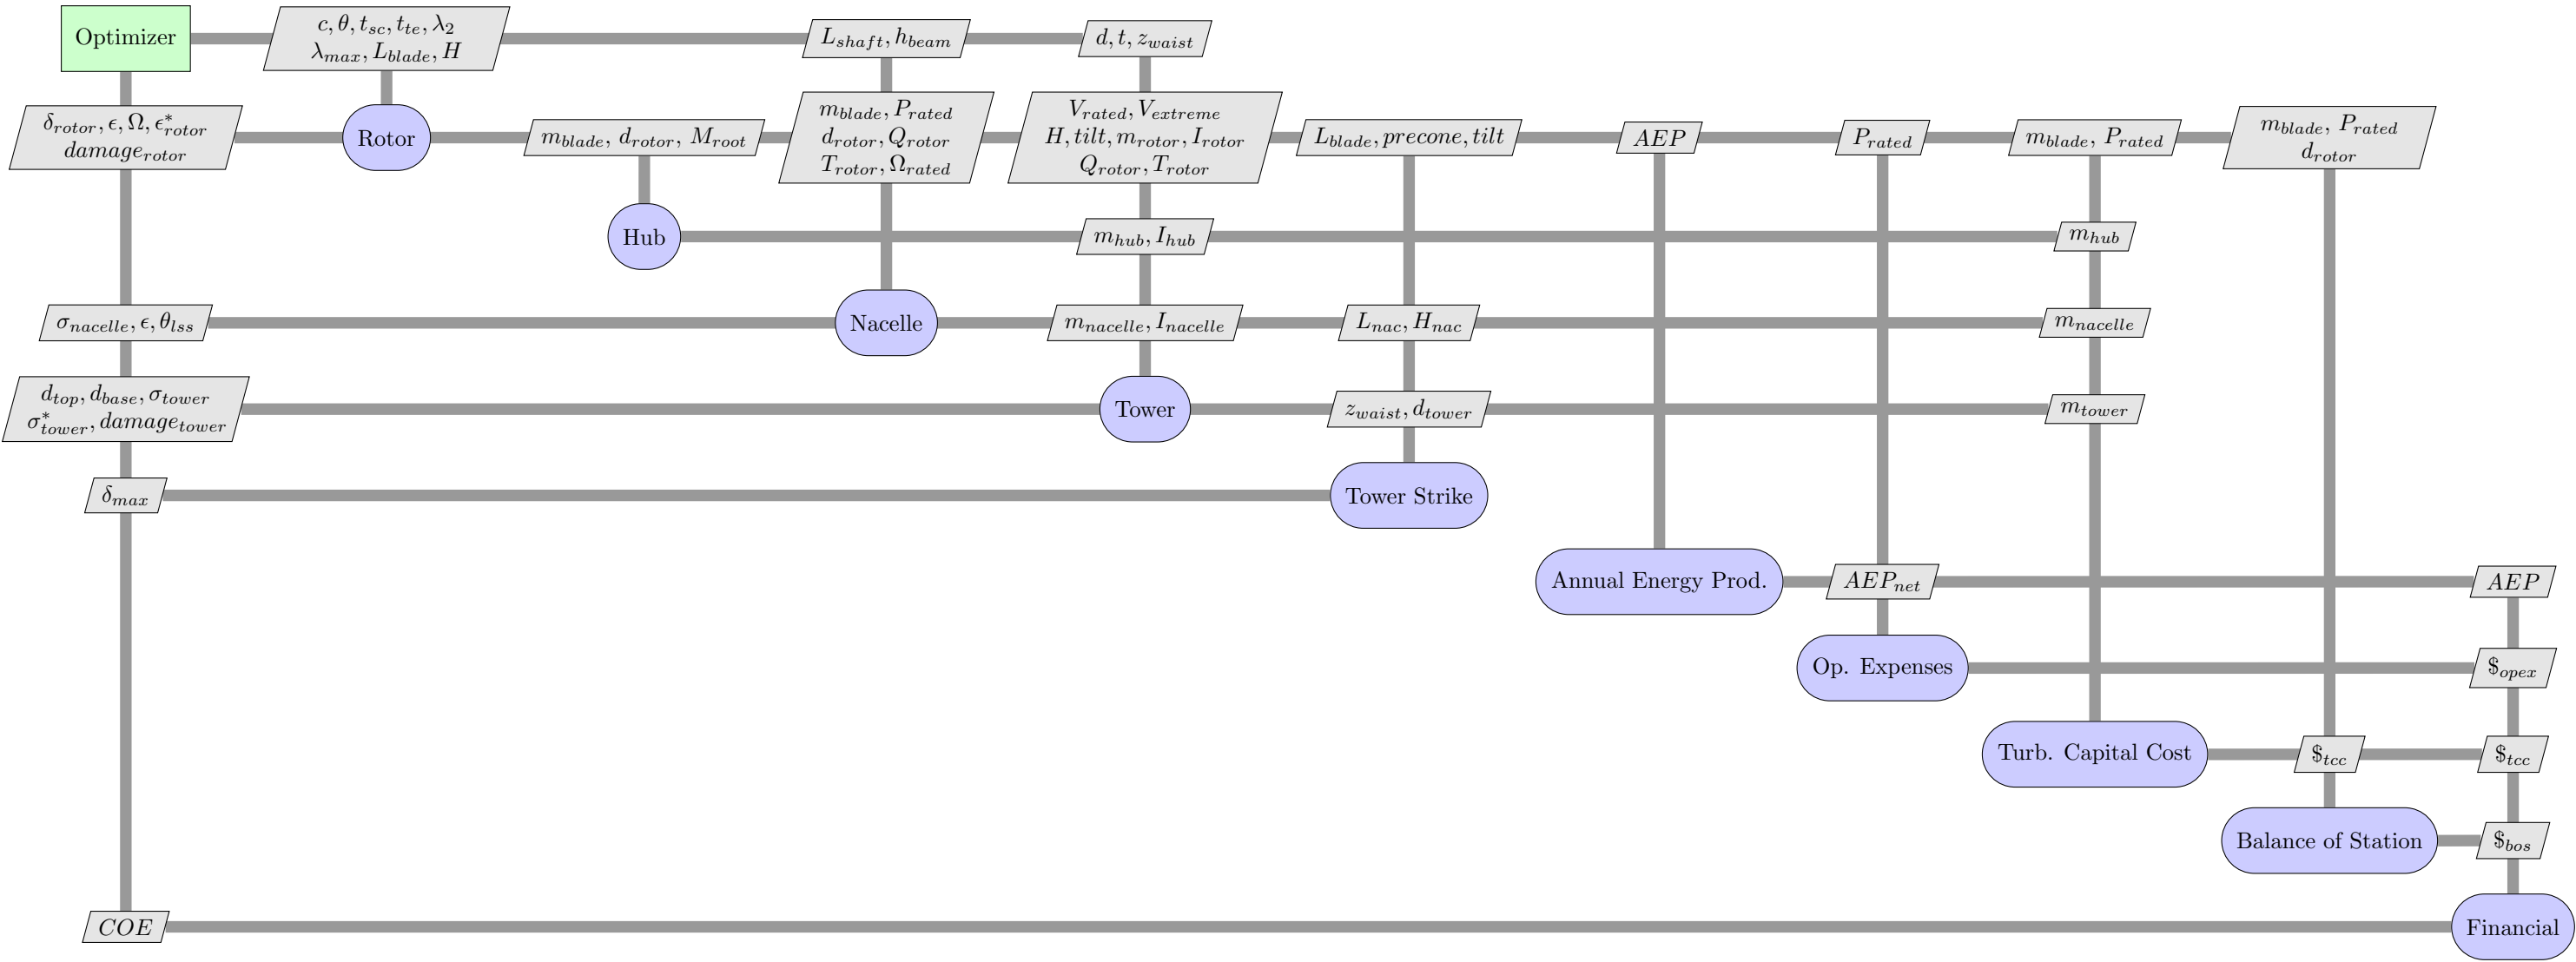 Optimizer
c, θ, t_sc, t_te, λ_2
λ_max, L_blade, H
L_shaft, h_beam
d, t, z_waist
δ_rotor, ϵ, Ω, ϵ*_rotor
damage_rotor
Rotor
m_blade, d_rotor, M_root
m_blade, P_rated
d_rotor, Q_rotor
T_rotor, Ω_rated
V_rated, V_extreme
H, tilt, m_rotor, I_rotor
Q_rotor, T_rotor
L_blade, precone, tilt
AEP
P_rated
m_blade, P_rated
m_blade, P_rated
d_rotor
Hub
m_hub, I_hub
m_hub
σ_nacelle, ϵ, θ_lss
Nacelle
m_nacelle, I_nacelle
L_nac, H_nac
m_nacelle
d_top, d_base, σ_tower
σ*_tower, damage_tower
Tower
z_waist, d_tower
m_tower
δ_max
Tower Strike
Annual Energy Prod.
AEP_net
AEP
Op. Expenses
$_opex
Turb. Capital Cost
$_tcc
$_tcc
Balance of Station
$_bos
COE
Financial